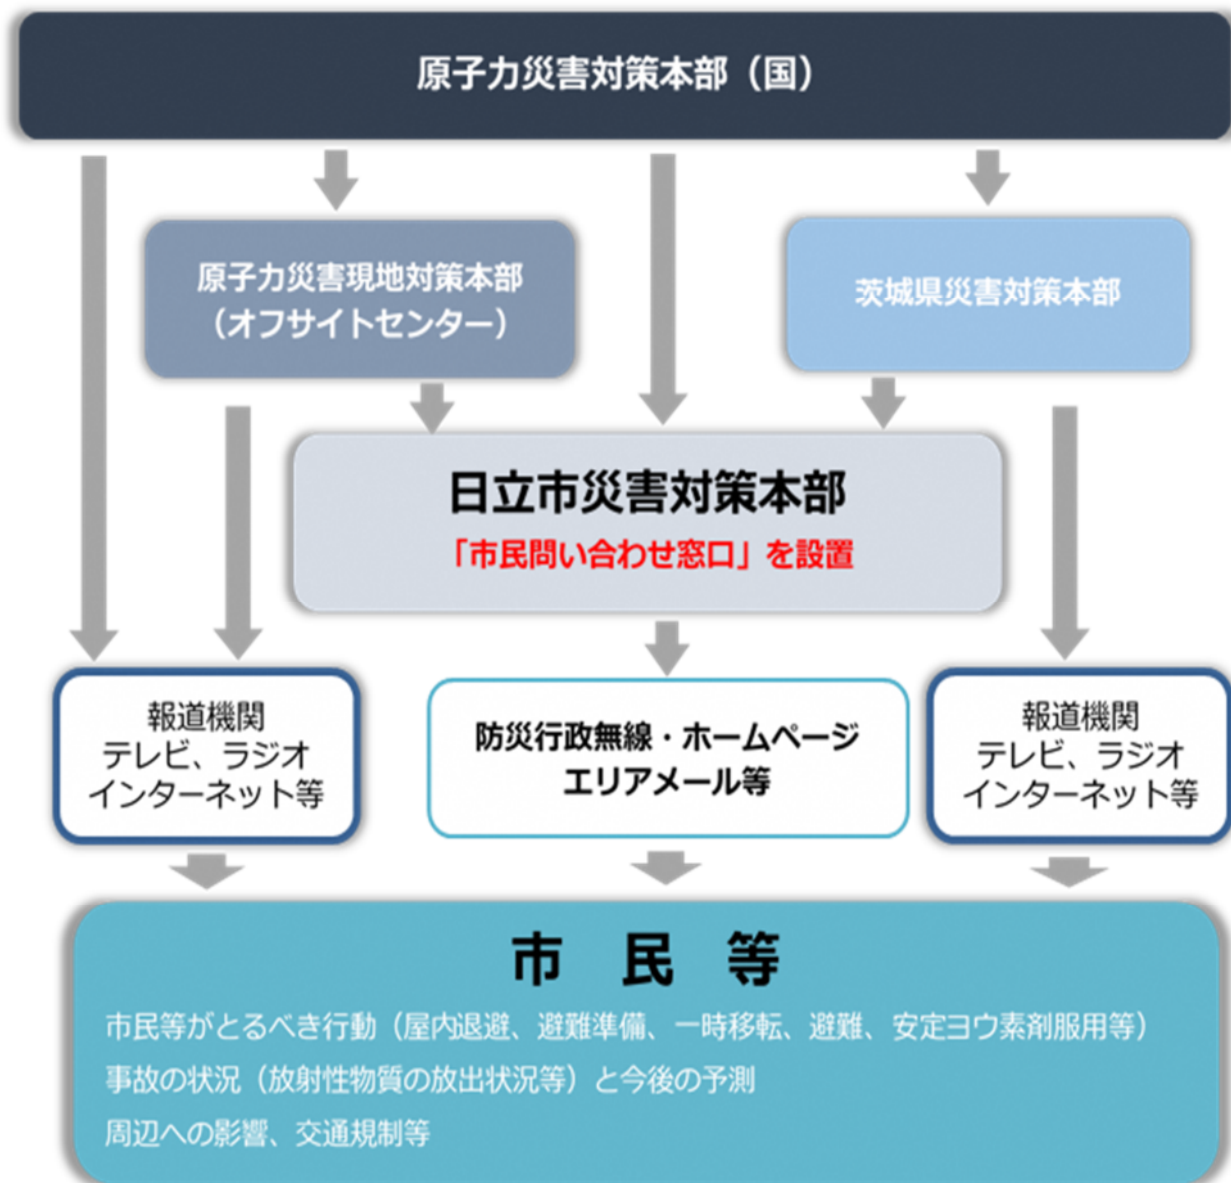 原子力災害対策本部（国）
原子力災害現地対策本部
（オフサイトセンター）
茨城県災害対策本部
日立市災害対策本部
「市民問い合わせ窓口」を設置
報道機関
テレビ、ラジオ
インターネット等
防災行政無線・ホームページ
エリアメール等
報道機関
テレビ、ラジオ
インターネット等
市　民　等
市民等がとるべき行動（屋内退避、避難準備、一時移転、避難、安定ヨウ素剤服用等）
事故の状況（放射性物質の放出状況等）と今後の予測
周辺への影響、交通規制等